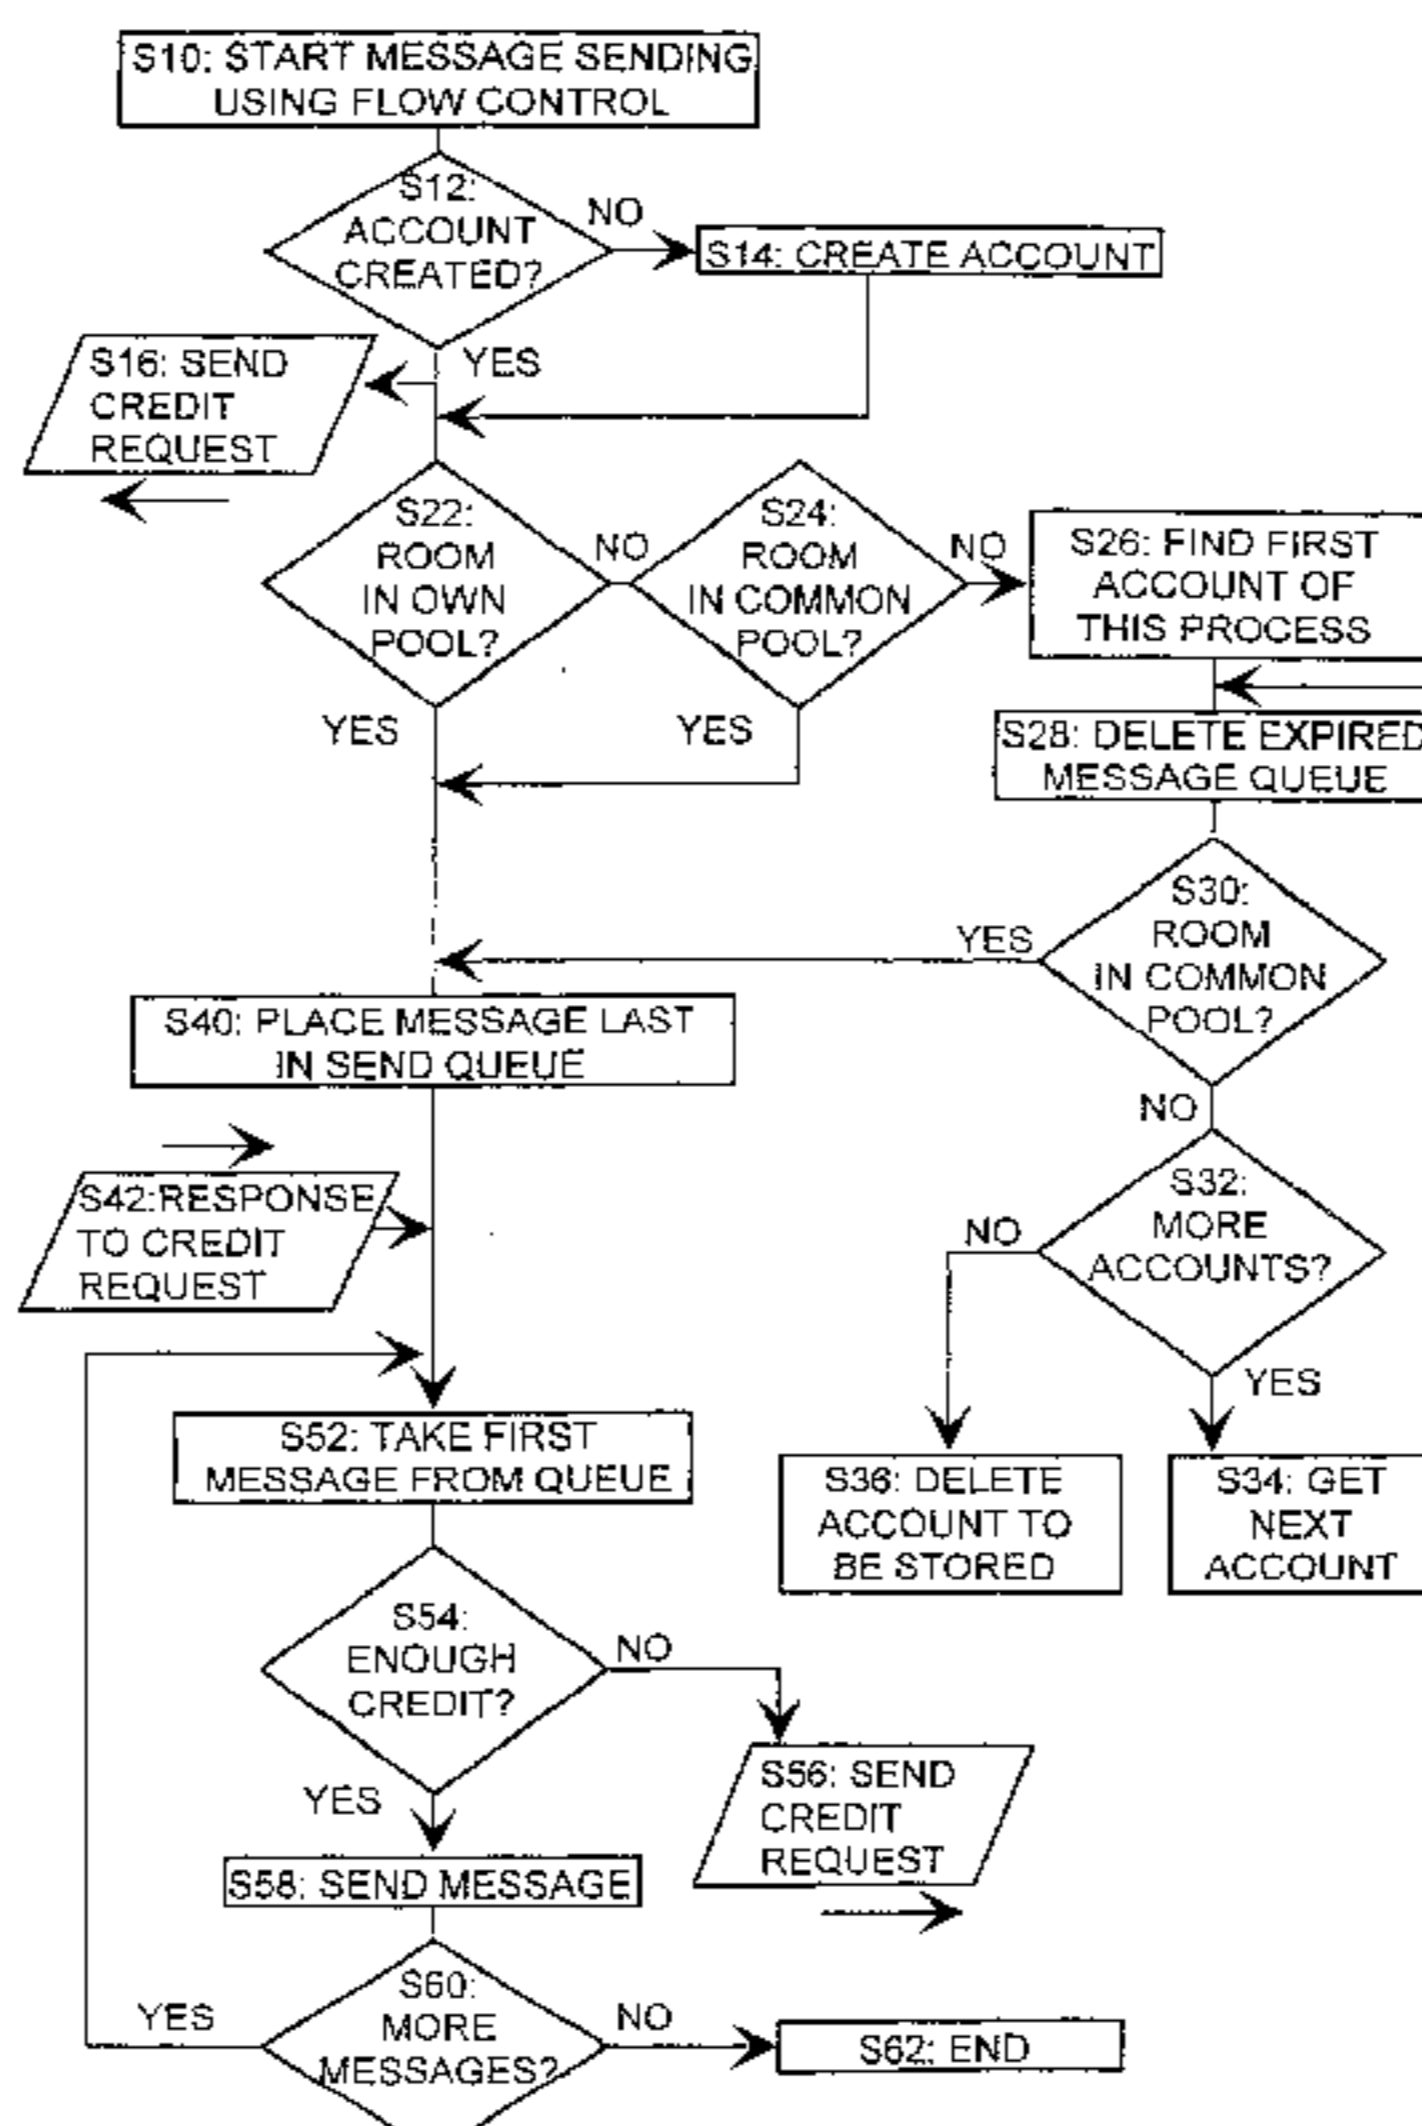 S10: START MESSAGE SENDING
USING FLOW CONTROL
S12:
ACCOUNT
CREATED?
NO
S14: CREATE ACCOUNT
YES
S16: SEND
CREDIT
REQUEST
S22:
ROOM
IN OWN
POOL?
NO
S24:
ROOM
IN COMMON
POOL?
NO
S26: FIND FIRST
ACCOUNT OF
THIS PROCESS
YES
YES
S28: DELETE EXPIRED
MESSAGE QUEUE
S30:
ROOM
IN COMMON
POOL?
YES
NO
S40: PLACE MESSAGE LAST
IN SEND QUEUE
S32:
MORE
ACCOUNTS?
NO
YES
S42:RESPONSE
TO CREDIT
REQUEST
S52: TAKE FIRST
MESSAGE FROM QUEUE
S36: DELETE
ACCOUNT TO
BE STORED
S34: GET
NEXT
ACCOUNT
S54:
ENOUGH
CREDIT?
NO
YES
S56: SEND
CREDIT
REQUEST
S58: SEND MESSAGE
S60:
MORE
MESSAGES?
YES
NO
S62: END